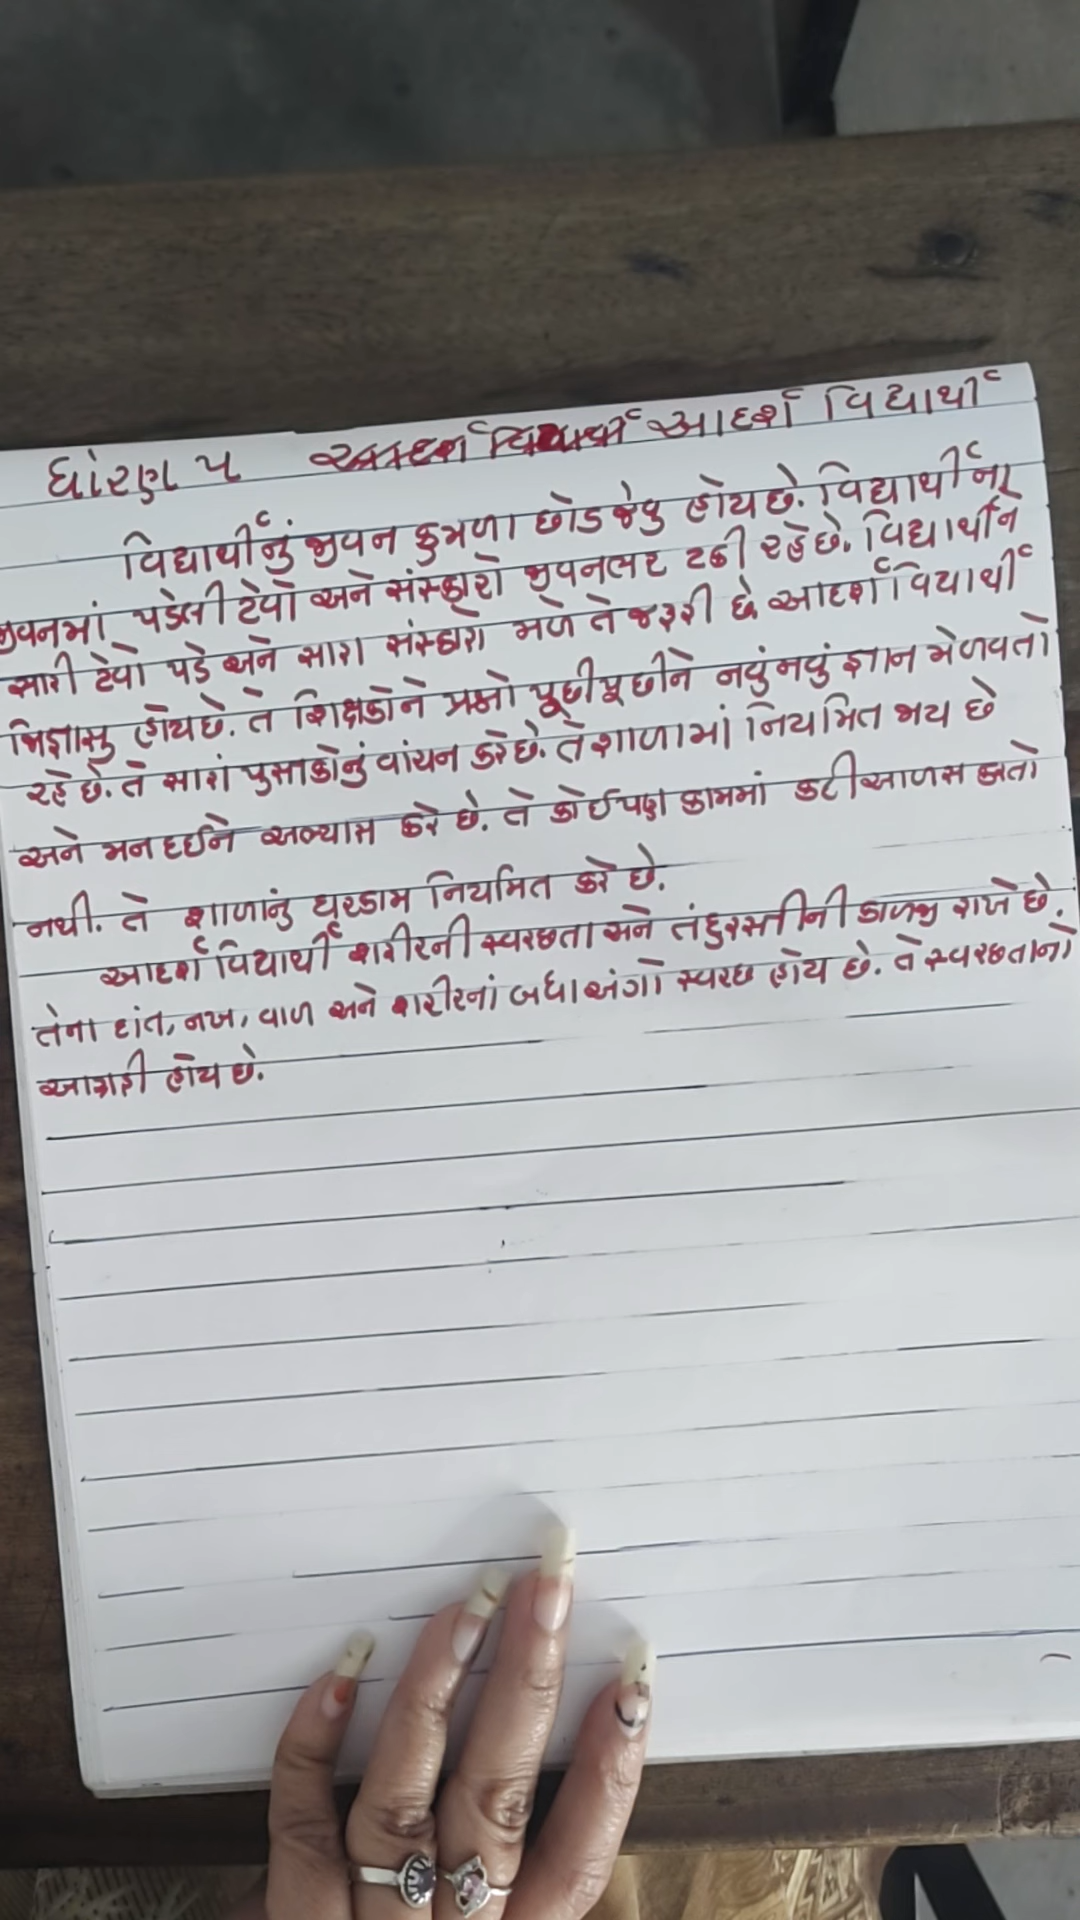 ધોરણ ૫ આદર્શ વિદ્યાર્થી
વિદ્યાર્થીનું જીવન કુમળા છોડ જેવુ હોય છે. વિદ્યાર્થીના
જીવનમાં પડેલી ટેવો અને સંસ્કારો જીવનભર ટકી રહે છે. વિદ્યાર્થીને
સારી ટેવો પડે અને સારા સંસ્કારો મળે તે જરૂરી છે આદર્શ વિદ્યાર્થી
જિજ્ઞાસુ હોય છે. તે શિક્ષકોને પ્રશ્નો પૂછીપૂછીને નવુંનવું જ્ઞાન મેળવતો
રહે છે. તે સારાં પુસ્તકોનું વાંચન કરે છે. તે શાળામાં નિયમિત જાય છે
અને મન દઈને અભ્યાસ કરે છે. તે કોઈપણ કામમાં કદી આળસ કરતો
નથી. તે શાળાનું ઘરકામ નિયમિત કરે છે.
આદર્શ વિદ્યાર્થી શરીરની સ્વચ્છતા અને તંદુરસ્તીની કાળજી રાખે છે.
તેના દાંત, નખ, વાળ અને શરીરનાં બધા અંગો સ્વચ્છ હોય છે. તે સ્વચ્છતાનો
આગ્રહી હોય છે.